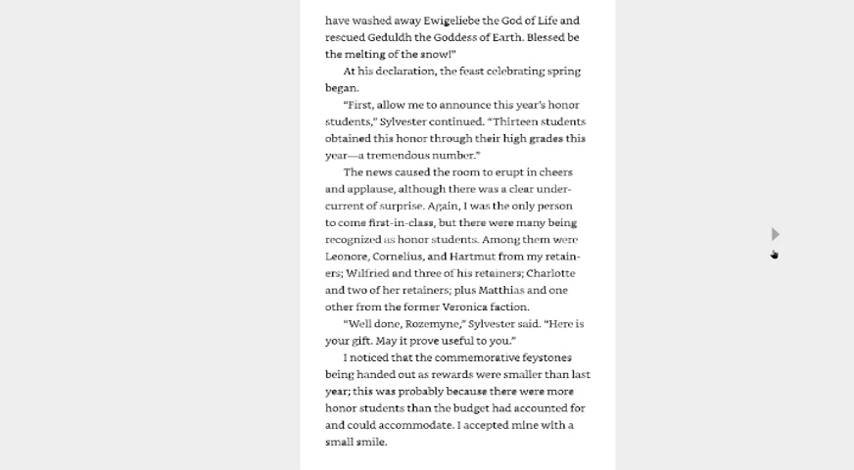 have washed away Ewigeliebe the God of Life and
rescued Geduldh the Goddess of Earth. Blessed be
the melting of the snow!”
At his declaration, the feast celebrating spring
began.
“First, allow me to announce this year’s honor
students,” Sylvester continued. “Thirteen students
obtained this honor through their high grades this
year—a tremendous number.”
The news caused the room to erupt in cheers
and applause, although there was a clear under-
current of surprise. Again, I was the only person
to come first-in-class, but there were many being
recognized as honor students. Among them were
Leonore, Cornelius, and Hartmut from my retain-
ers; Wilfried and three of his retainers; Charlotte
and two of her retainers; plus Matthias and one
other from the former Veronica faction.
“Well done, Rozemyne,” Sylvester said. “Here is
your gift. May it prove useful to you.”
I noticed that the commemorative feystones
being handed out as rewards were smaller than last
year; this was probably because there were more
honor students than the budget had accounted for
and could accommodate. I accepted mine with a
small smile.